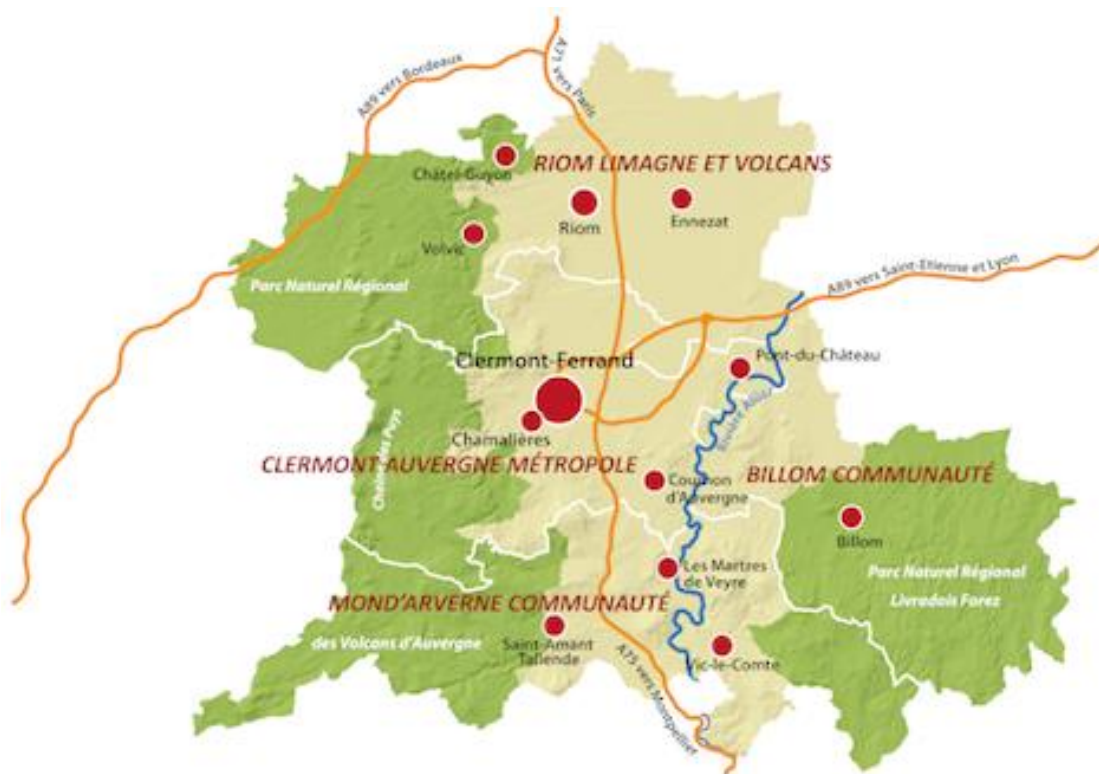 A89 vers Bordeaux
A71 vers Paris
Châtel-Guyon
RIOM LIMAGNE ET VOLCANS
Riom
Ennezat
Volvic
A89 vers Saint-Etienne et Lyon
Parc Naturel Régional
Clermont-Ferrand
Pont-du-Château
Rivière Allier
Chamalières
Chaîne des Puys
CLERMONT AUVERGNE MÉTROPOLE
BILLOM COMMUNAUTÉ
Cournon
d'Auvergne
Billom
Les Martres
de Veyre
Parc Naturel Régional
Livradois Forez
MOND'ARVERNE COMMUNAUTÉ
des Volcans d'Auvergne
Saint-Amant
Tallende
Vic-le-Comte
A75 vers Montpellier